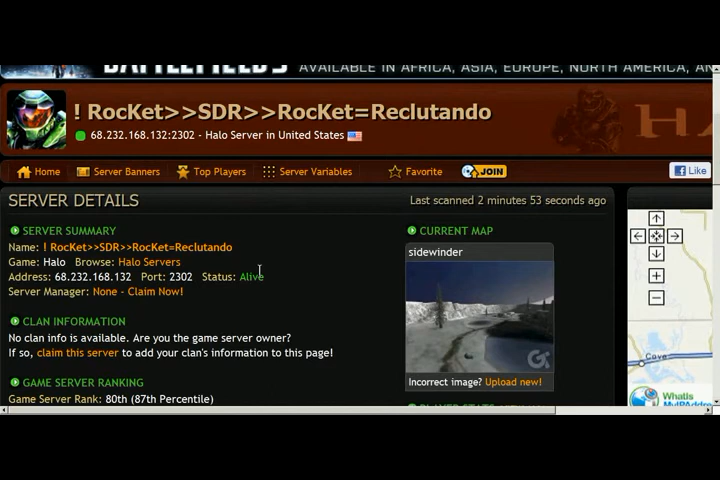 BATTLEFIELD 3 AVAILABLE IN AFRICA, ASIA, EUROPE, NORTH AMERICA, AN
! RocKet>>SDR>>RocKet=Reclutando
68.232.168.132:2302 - Halo Server in United States
HA
Home Server Banners Top Players Server Variables Favorite JOIN Like
SERVER DETAILS Last scanned 2 minutes 53 seconds ago
SERVER SUMMARY
Name: ! RocKet>>SDR>>RocKet=Reclutando
Game: Halo Browse: Halo Servers
Address: 68.232.168.132 Port: 2302 Status: Alive
Server Manager: None - Claim Now!
CLAN INFORMATION
No clan info is available. Are you the game server owner?
If so, claim this server to add your clan's information to this page!
GAME SERVER RANKING
Game Server Rank: 80th (87th Percentile)
CURRENT MAP
sidewinder
Incorrect image? Upload new!
Cove
WhatIs
MyIPAddre